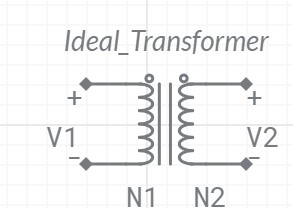 Ideal_Transformer
+ +
V1 V2
− −
N1 N2